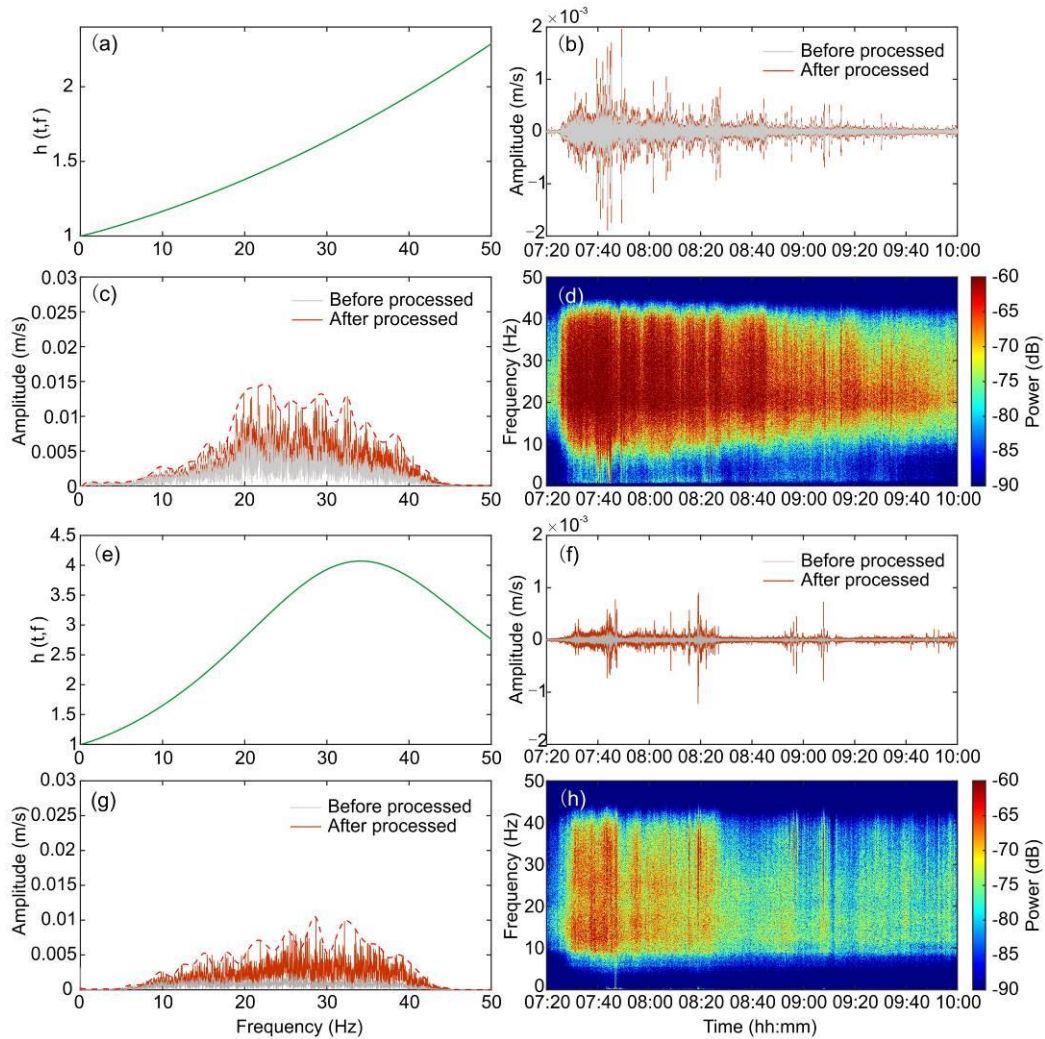 (a)
h (t,f)
2
1.5
1
0 10 20 30 40 50
(b)
2 ×10⁻³
Before processed
After processed
Amplitude (m/s)
1
0
−1
−2
07:20 07:40 08:00 08:20 08:40 09:00 09:20 09:40 10:00
(c)
Before processed
After processed
Amplitude (m/s)
0.03
0.025
0.02
0.015
0.01
0.005
0
0 10 20 30 40 50
(d)
Frequency (Hz)
50
40
30
20
10
0
07:20 07:40 08:00 08:20 08:40 09:00 09:20 09:40 10:00
-60
-65
-70
-75
-80
-85
-90
Power (dB)
(e)
h (t,f)
4.5
4
3.5
3
2.5
2
1.5
1
0 10 20 30 40 50
(f)
2 ×10⁻³
Before processed
After processed
Amplitude (m/s)
1
0
−1
−2
07:20 07:40 08:00 08:20 08:40 09:00 09:20 09:40 10:00
(g)
Before processed
After processed
Amplitude (m/s)
0.03
0.025
0.02
0.015
0.01
0.005
0
0 10 20 30 40 50
Frequency (Hz)
(h)
Frequency (Hz)
50
40
30
20
10
0
07:20 07:40 08:00 08:20 08:40 09:00 09:20 09:40 10:00
Time (hh:mm)
-60
-65
-70
-75
-80
-85
-90
Power (dB)